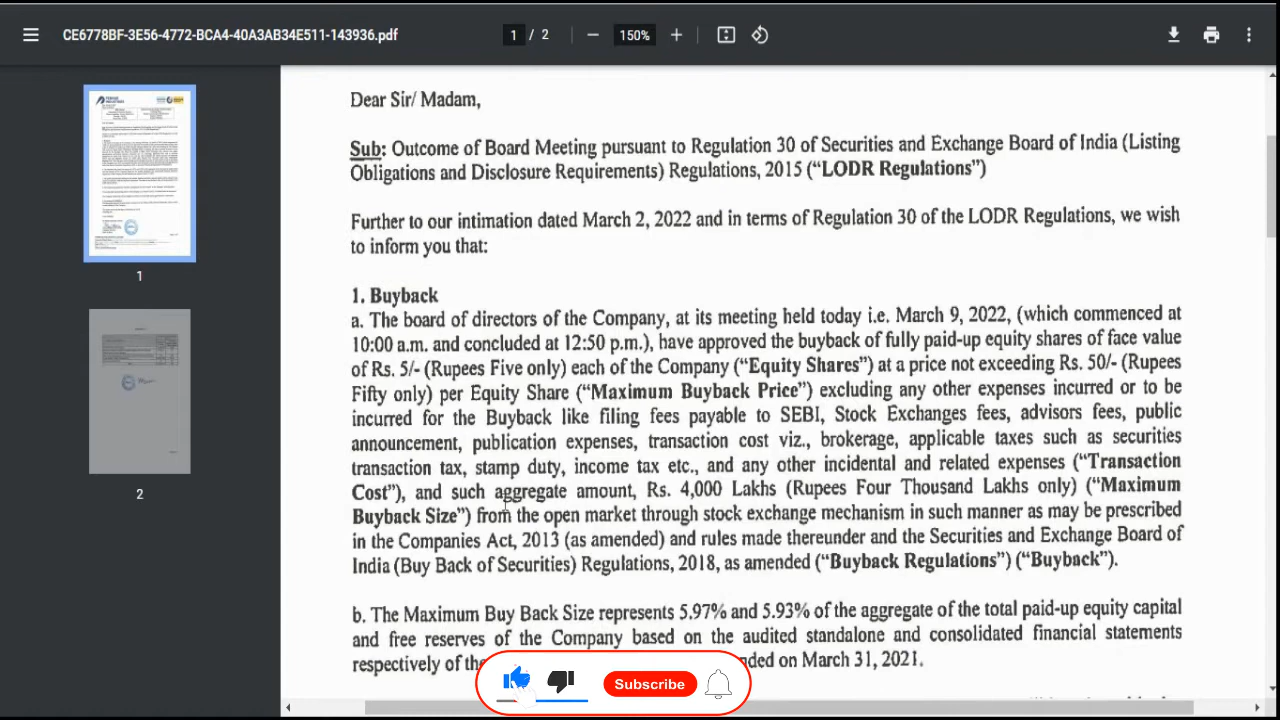 CE6778BF-3E56-4772-BCA4-40A3AB34E511-143936.pdf
1 / 2
150%
1
2
Dear Sir/ Madam,
Sub: Outcome of Board Meeting pursuant to Regulation 30 of Securities and Exchange Board of India (Listing
Obligations and Disclosure Requirements) Regulations, 2015 ("LODR Regulations")
Further to our intimation dated March 2, 2022 and in terms of Regulation 30 of the LODR Regulations, we wish
to inform you that:
1. Buyback
a. The board of directors of the Company, at its meeting held today i.e. March 9, 2022, (which commenced at
10:00 a.m. and concluded at 12:50 p.m.), have approved the buyback of fully paid-up equity shares of face value
of Rs. 5/- (Rupees Five only) each of the Company ("Equity Shares") at a price not exceeding Rs. 50/- (Rupees
Fifty only) per Equity Share ("Maximum Buyback Price") excluding any other expenses incurred or to be
incurred for the Buyback like filing fees payable to SEBI, Stock Exchanges fees, advisors fees, public
announcement, publication expenses, transaction cost viz., brokerage, applicable taxes such as securities
transaction tax, stamp duty, income tax etc., and any other incidental and related expenses ("Transaction
Cost"), and such aggregate amount, Rs. 4,000 Lakhs (Rupees Four Thousand Lakhs only) ("Maximum
Buyback Size") from the open market through stock exchange mechanism in such manner as may be prescribed
in the Companies Act, 2013 (as amended) and rules made thereunder and the Securities and Exchange Board of
India (Buy Back of Securities) Regulations, 2018, as amended ("Buyback Regulations") ("Buyback").
b. The Maximum Buy Back Size represents 5.97% and 5.93% of the aggregate of the total paid-up equity capital
and free reserves of the Company based on the audited standalone and consolidated financial statements
respectively of the nded on March 31, 2021.
Subscribe